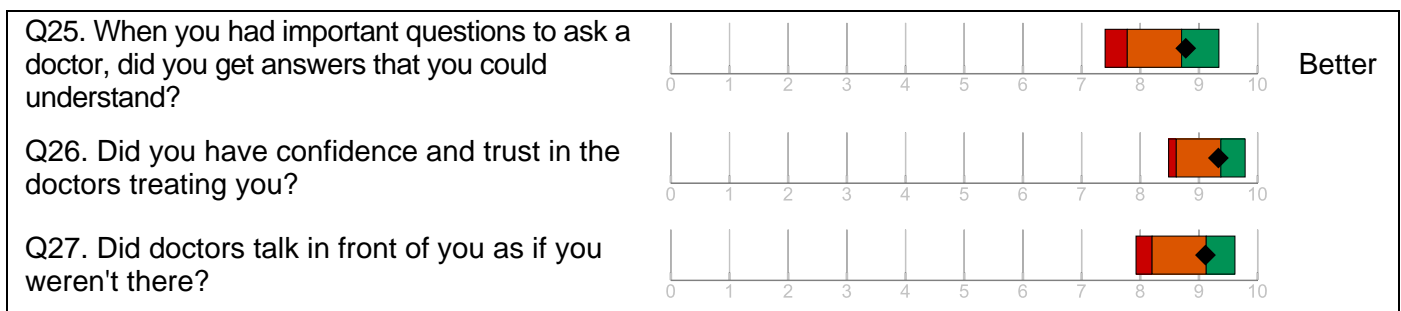 Q25. When you had important questions to ask a
doctor, did you get answers that you could
understand?
0 1 2 3 4 5 6 7 8 9 10
Better
Q26. Did you have confidence and trust in the
doctors treating you?
0 1 2 3 4 5 6 7 8 9 10
Q27. Did doctors talk in front of you as if you
weren't there?
0 1 2 3 4 5 6 7 8 9 10